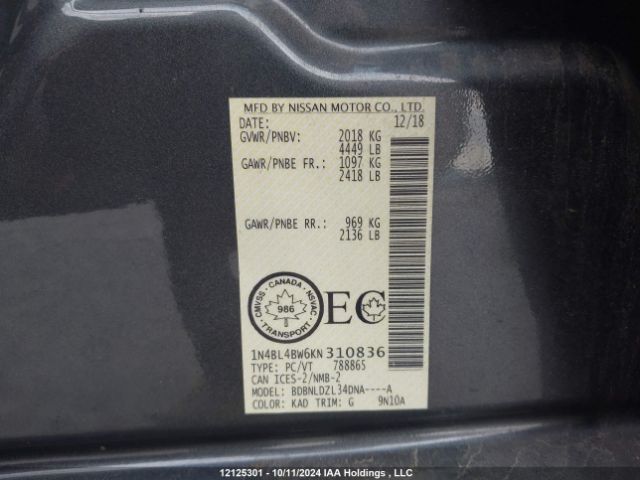 MFD BY NISSAN MOTOR CO., LTD.
DATE: 12/18
GVWR/PNBV: 2018 KG
4449 LB
GAWR/PNBE FR.: 1097 KG
2418 LB
GAWR/PNBE RR.: 969 KG
2136 LB
CANADA
CMVSS NSVAC
986
TRANSPORT
EC
1N4BL4BW6KN310836
TYPE: PC/VT 788865
CAN ICES-2/NMB-2
MODEL: BDBNLDZL34DNA----A
COLOR: KAD TRIM: G 9N10A
12125301 - 10/11/2024 IAA Holdings , LLC